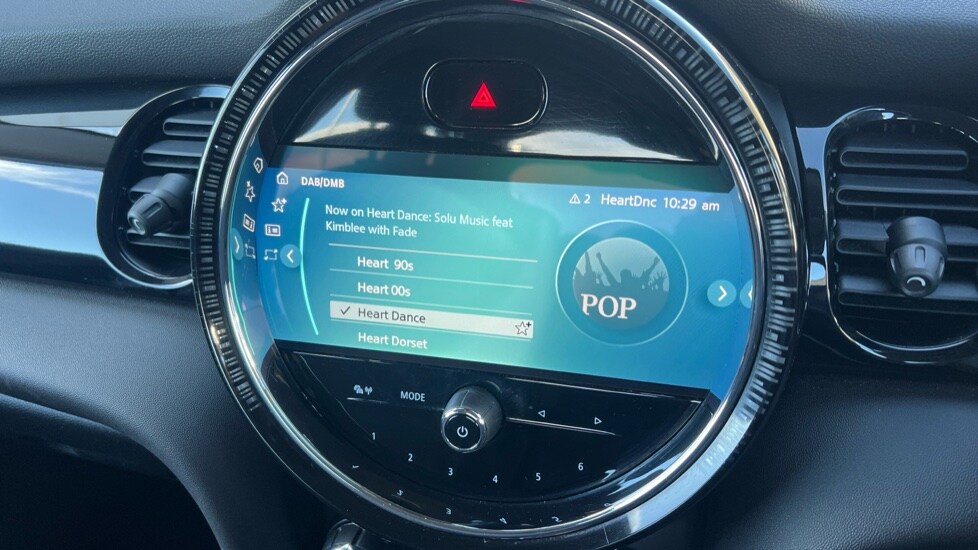 DAB/DMB
2 HeartDnc 10:29 am
Now on Heart Dance: Solu Music feat
Kimblee with Fade
Heart 90s
Heart 00s
Heart Dance
Heart Dorset
POP
MODE
1 2 3 4 5 6